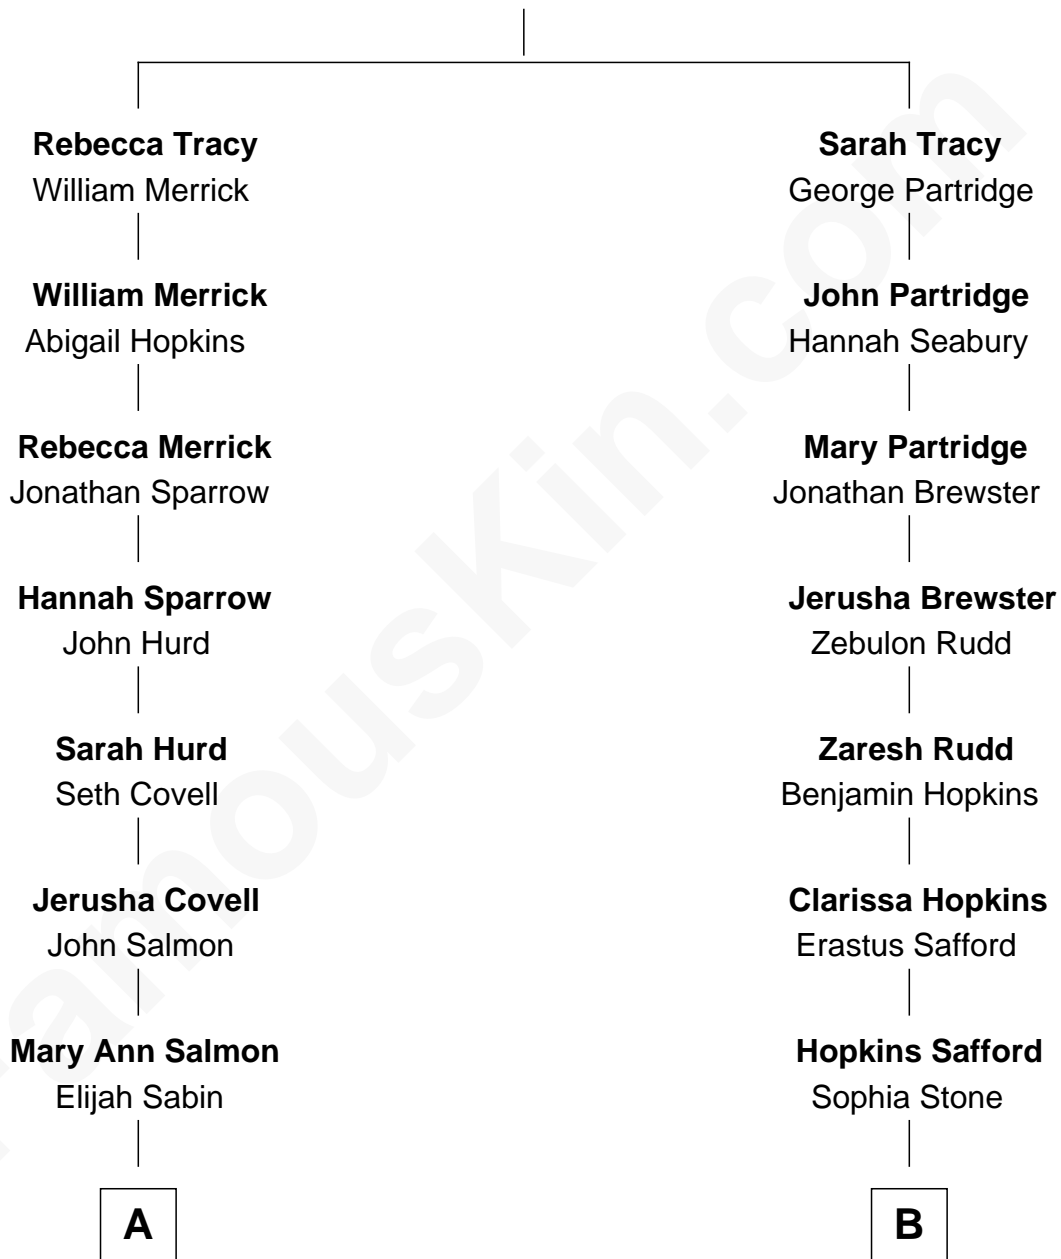 Rebecca Tracy
William Merrick
William Merrick
Abigail Hopkins
Rebecca Merrick
Jonathan Sparrow
Hannah Sparrow
John Hurd
Sarah Hurd
Seth Covell
Jerusha Covell
John Salmon
Mary Ann Salmon
Elijah Sabin
A
Sarah Tracy
George Partridge
John Partridge
Hannah Seabury
Mary Partridge
Jonathan Brewster
Jerusha Brewster
Zebulon Rudd
Zaresh Rudd
Benjamin Hopkins
Clarissa Hopkins
Erastus Safford
Hopkins Safford
Sophia Stone
B
FamousKin.com